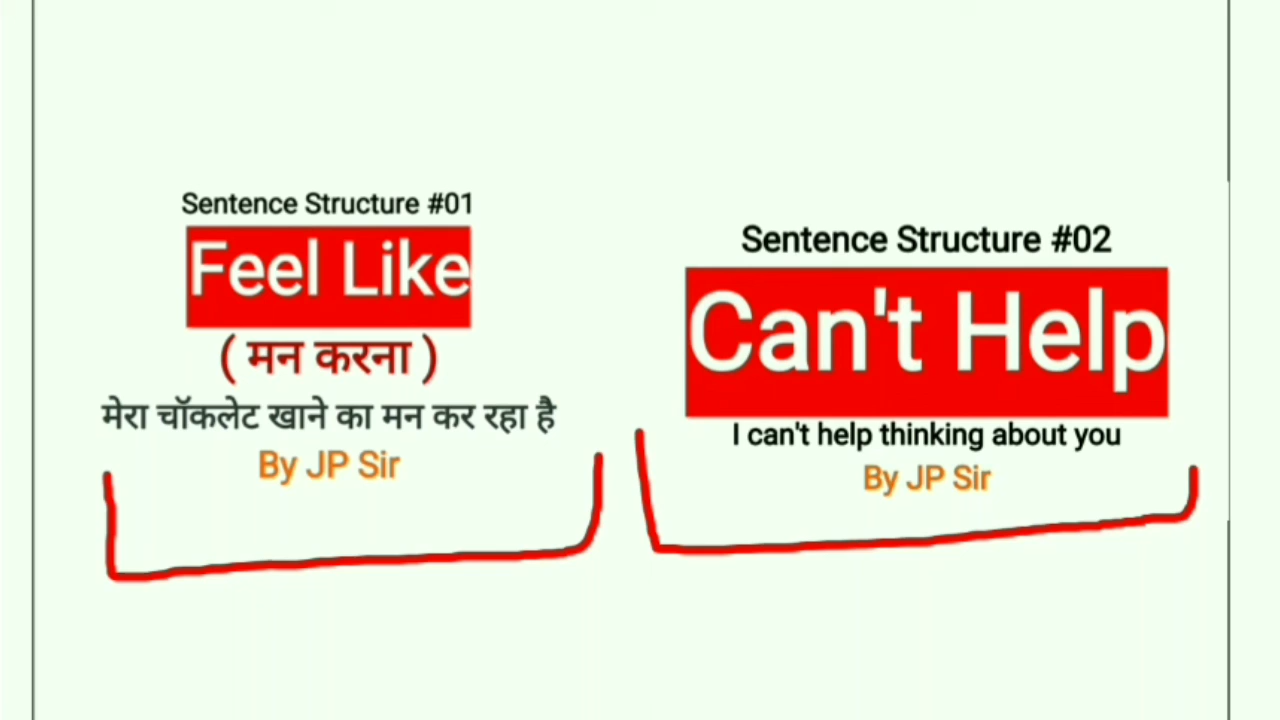 Sentence Structure #01
Feel Like
( मन करना )
मेरा चॉकलेट खाने का मन कर रहा है
By JP Sir
Sentence Structure #02
Can't Help
I can't help thinking about you
By JP Sir